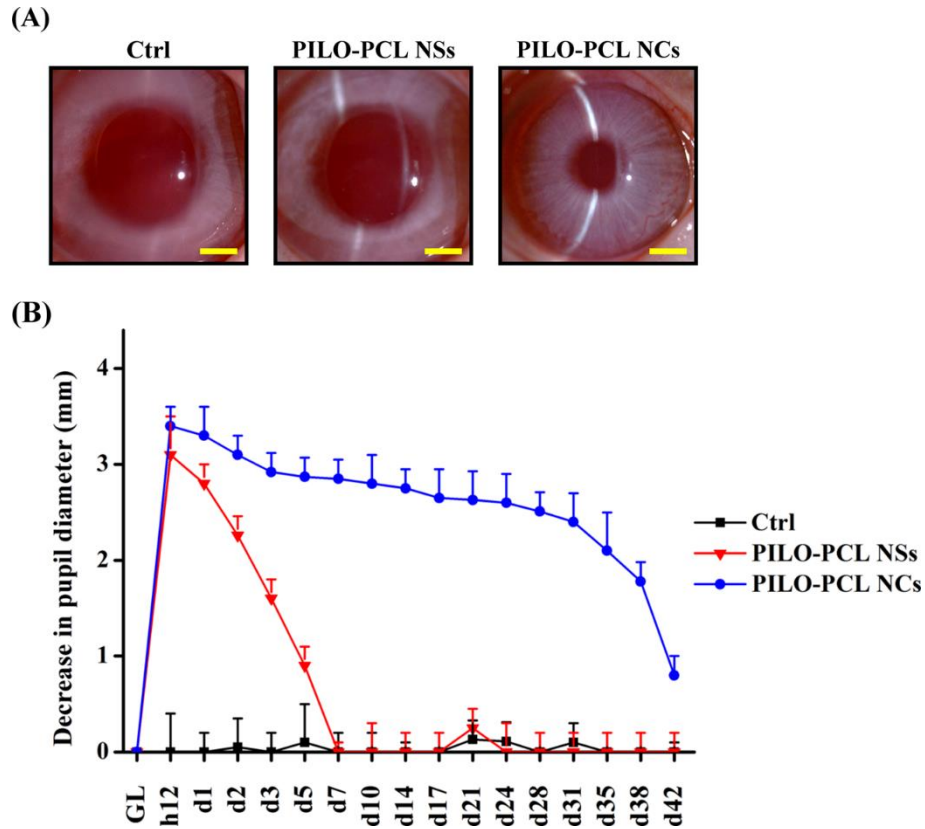 (A)
Ctrl PILO-PCL NSs PILO-PCL NCs
(B)
Decrease in pupil diameter (mm)
4
3
2
1
0
GL h12 d1 d2 d3 d5 d7 d10 d14 d17 d21 d24 d28 d31 d35 d38 d42
Ctrl
PILO-PCL NSs
PILO-PCL NCs